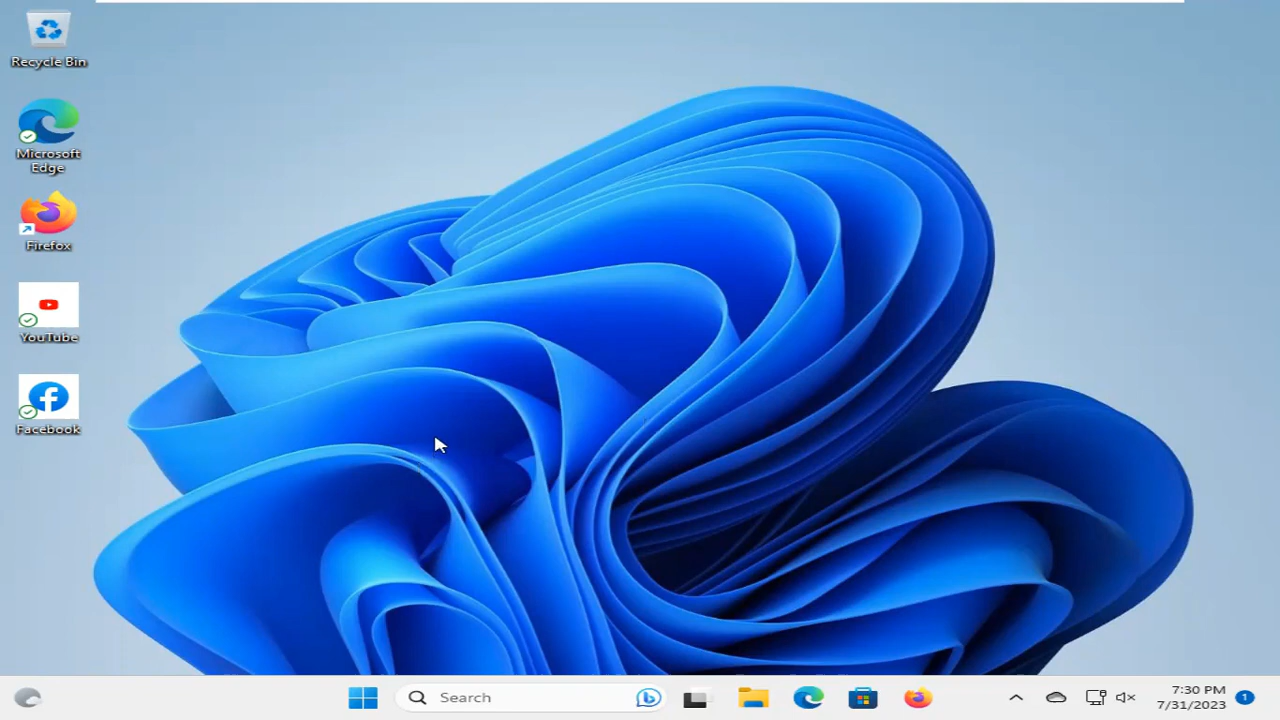 Recycle Bin
Microsoft
Edge
Firefox
YouTube
Facebook
Search
7:30 PM
7/31/2023
1